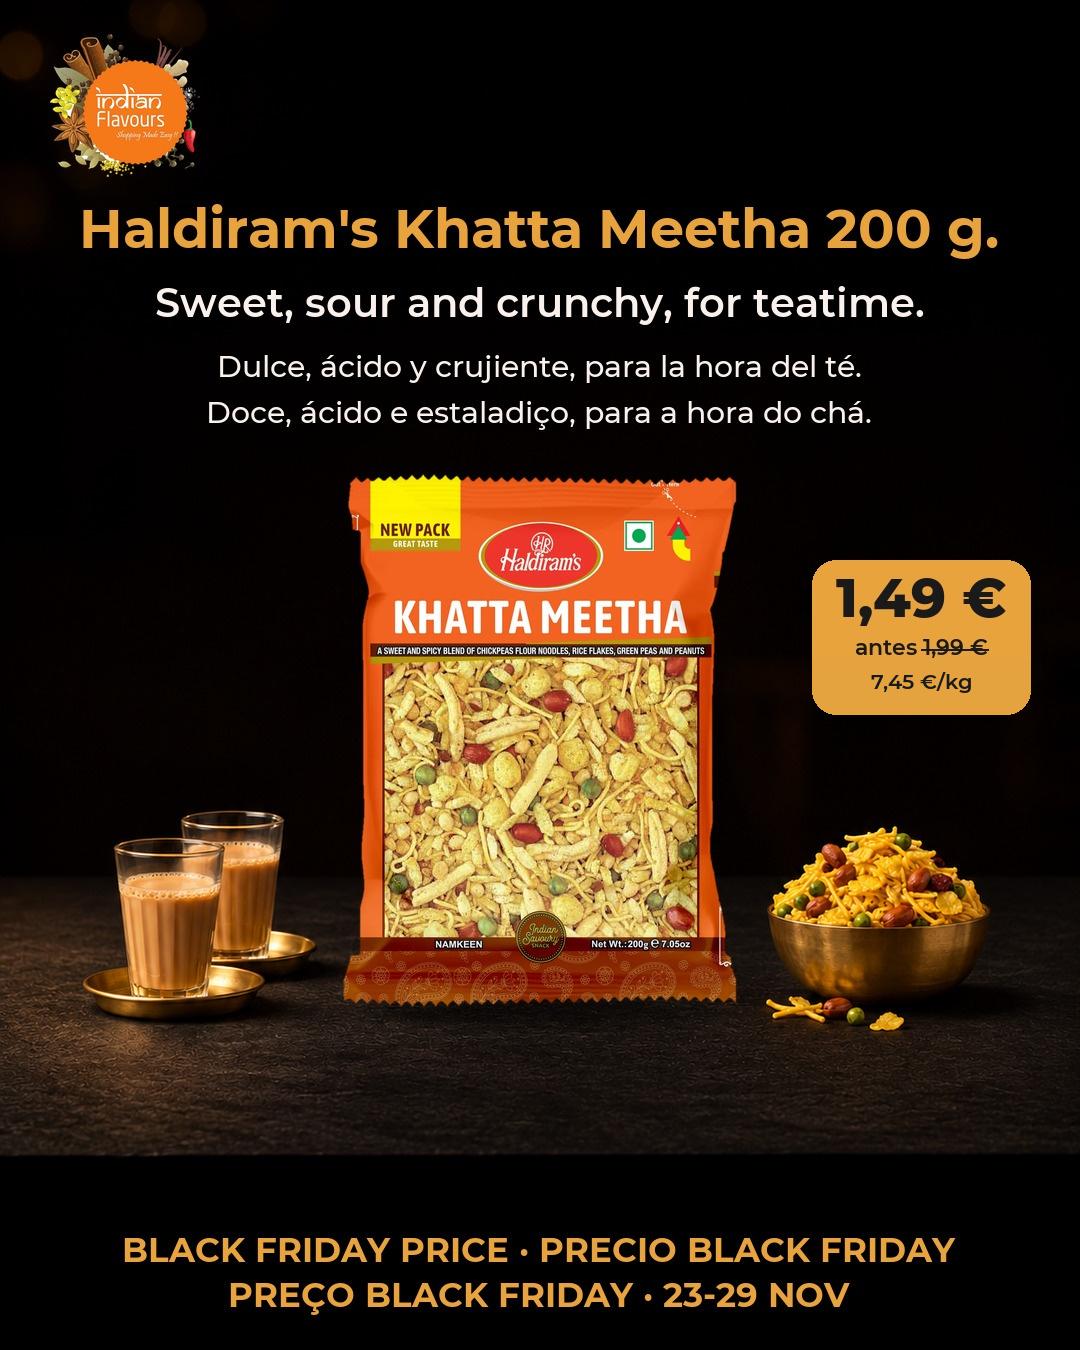 indian
Flavours
Shopping Made Easy !!
Haldiram's Khatta Meetha 200 g.
Sweet, sour and crunchy, for teatime.
Dulce, ácido y crujiente, para la hora del té.
Doce, ácido e estaladiço, para a hora do chá.
NEW PACK
GREAT TASTE
HR
Haldiram's
KHATTA MEETHA
A SWEET AND SPICY BLEND OF CHICKPEAS FLOUR NOODLES, RICE FLAKES, GREEN PEAS AND PEANUTS
1,49 €
antes 1,99 €
7,45 €/kg
NAMKEEN
Indian
Savoury
SNACK
Net Wt.:200g e 7.05oz
BLACK FRIDAY PRICE · PRECIO BLACK FRIDAY
PREÇO BLACK FRIDAY · 23-29 NOV